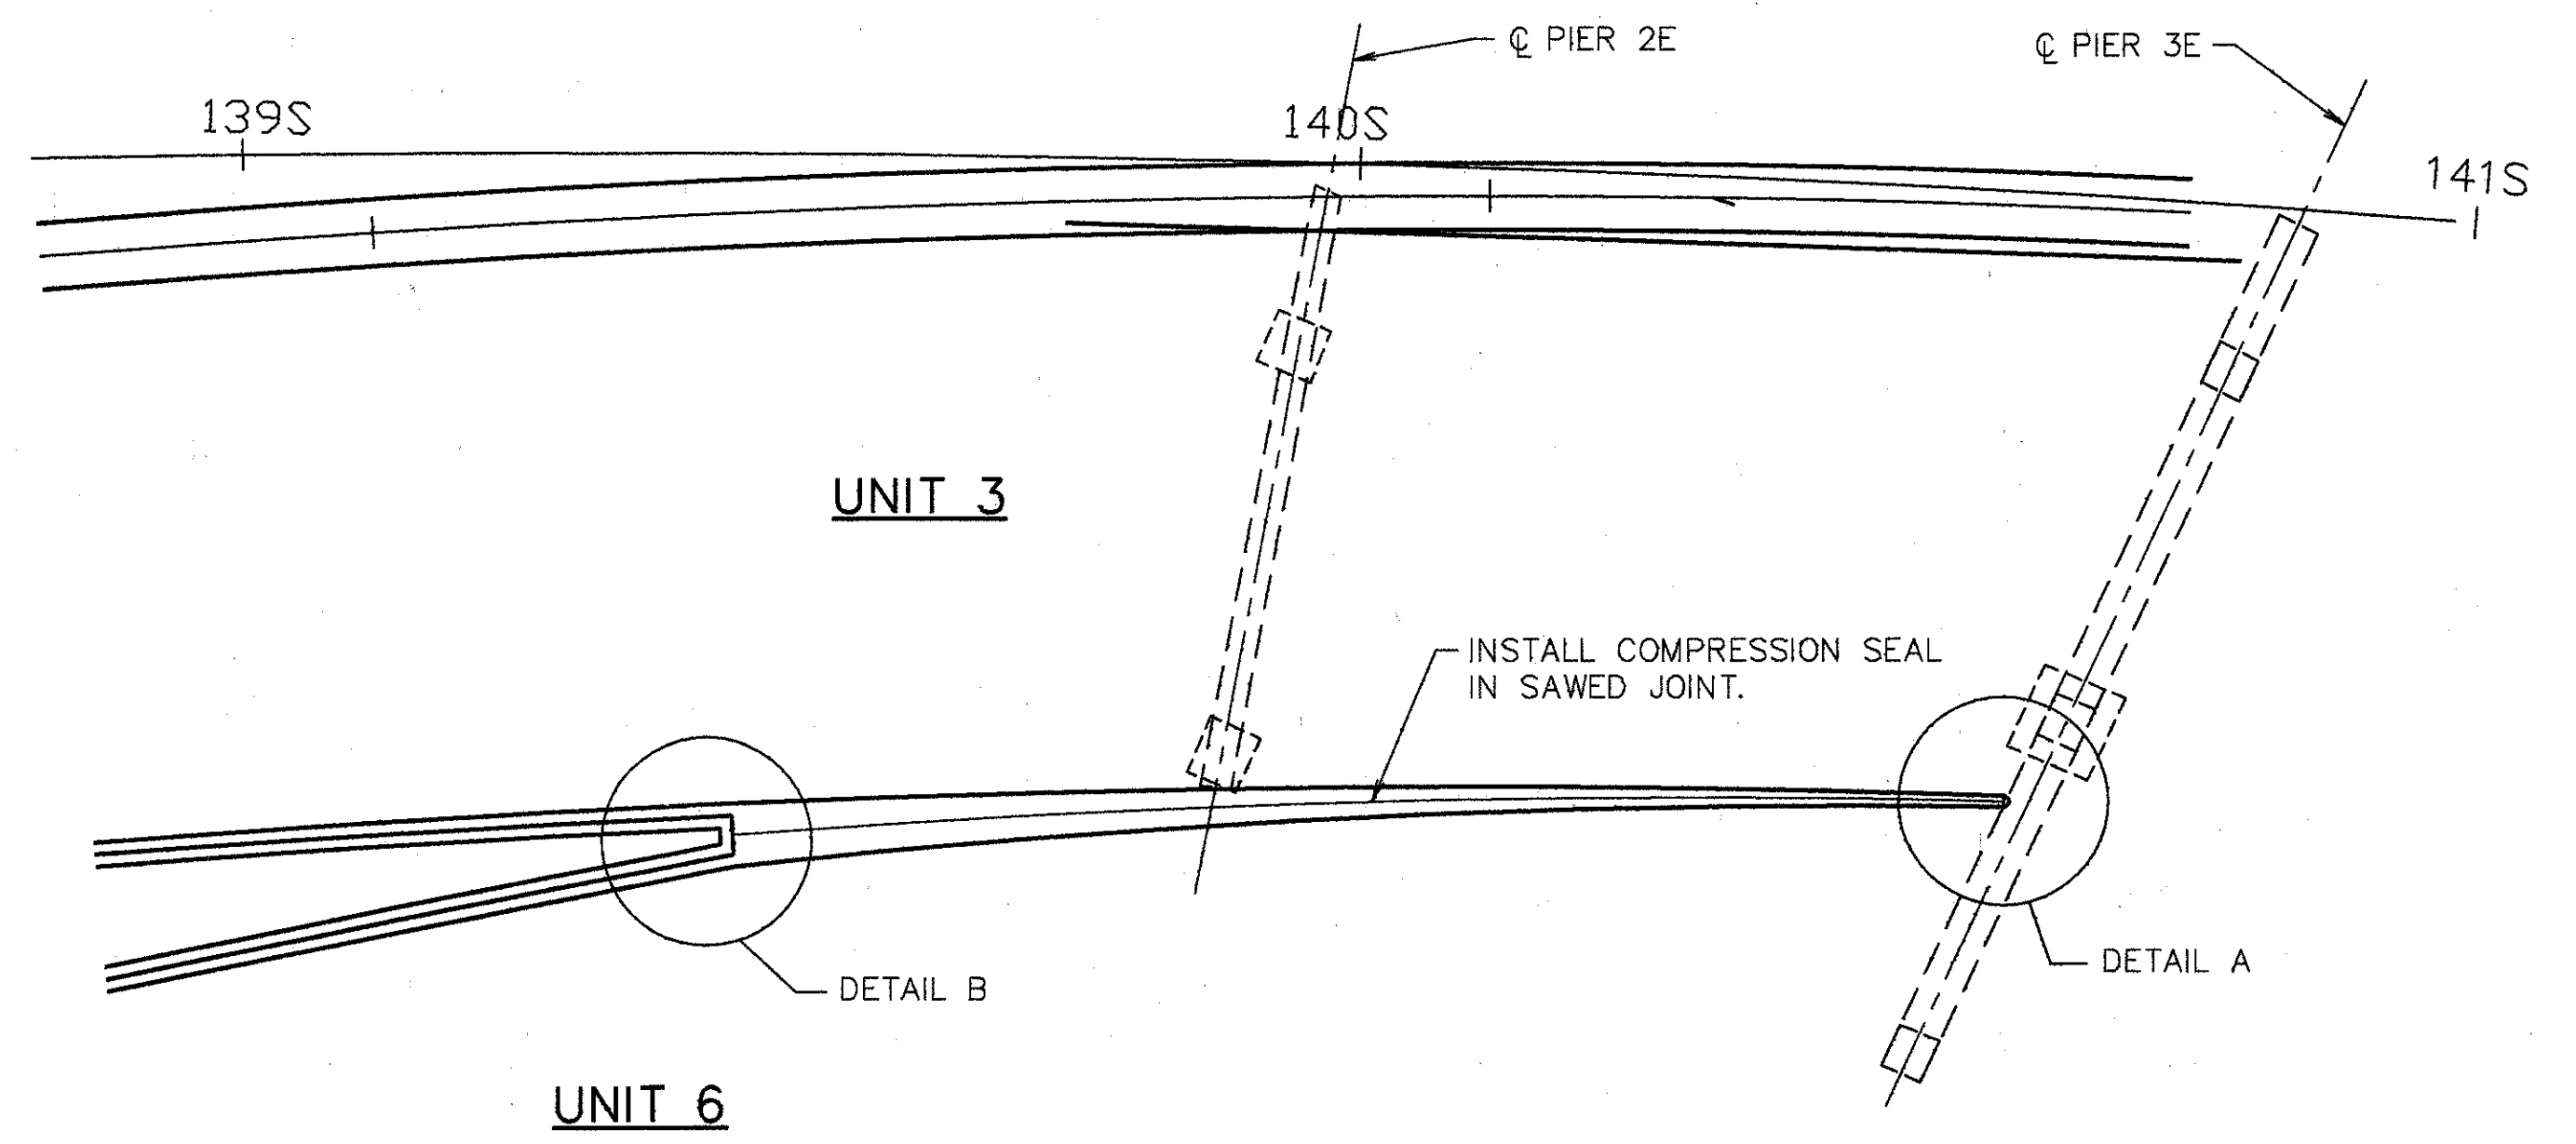 ℄ PIER 2E
℄ PIER 3E
139S
140S
141S
UNIT 3
INSTALL COMPRESSION SEAL
IN SAWED JOINT.
DETAIL B
DETAIL A
UNIT 6